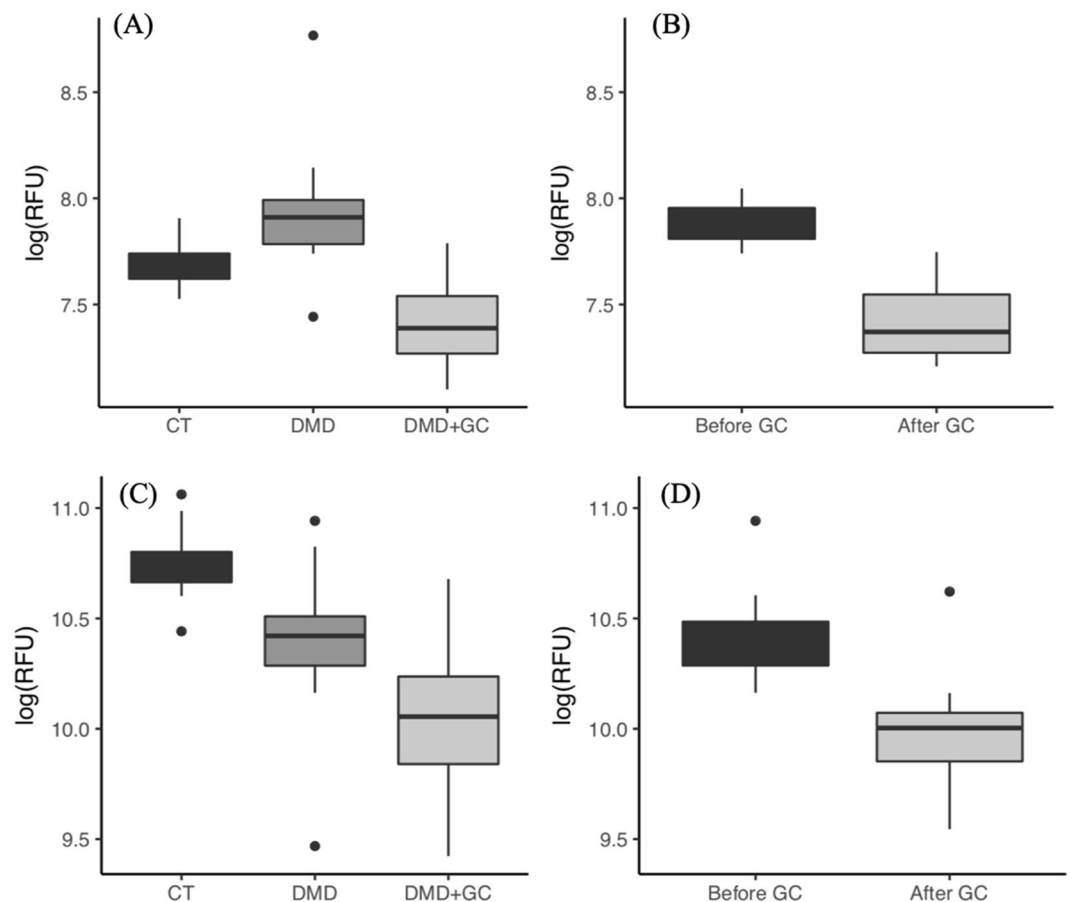 (A)
log(RFU)
8.5
8.0
7.5
CT DMD DMD+GC
(B)
log(RFU)
8.5
8.0
7.5
Before GC After GC
(C)
log(RFU)
11.0
10.5
10.0
9.5
CT DMD DMD+GC
(D)
log(RFU)
11.0
10.5
10.0
9.5
Before GC After GC